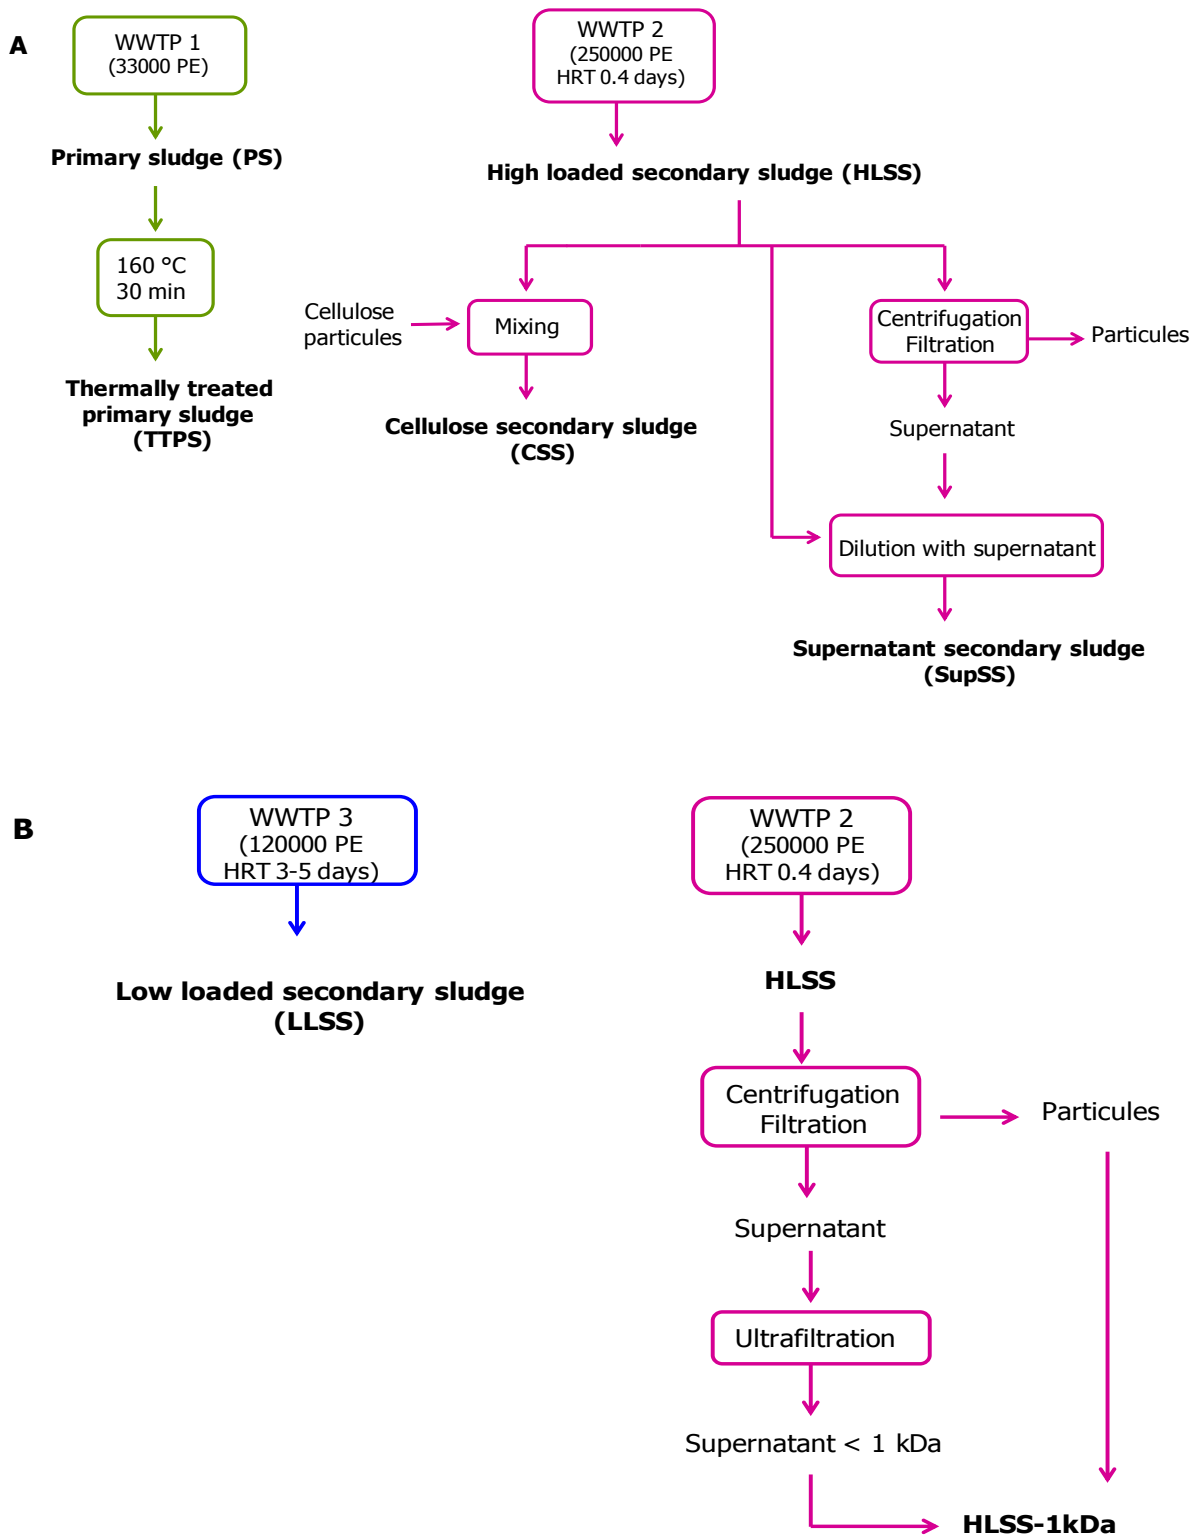 A
WWTP 1
(33000 PE)
Primary sludge (PS)
160 °C
30 min
Thermally treated
primary sludge
(TTPS)
WWTP 2
(250000 PE
HRT 0.4 days)
High loaded secondary sludge (HLSS)
Cellulose
particules
Mixing
Cellulose secondary sludge
(CSS)
Centrifugation
Filtration
Particules
Supernatant
Dilution with supernatant
Supernatant secondary sludge
(SupSS)
B
WWTP 3
(120000 PE
HRT 3-5 days)
Low loaded secondary sludge
(LLSS)
WWTP 2
(250000 PE
HRT 0.4 days)
HLSS
Centrifugation
Filtration
Particules
Supernatant
Ultrafiltration
Supernatant < 1 kDa
HLSS-1kDa